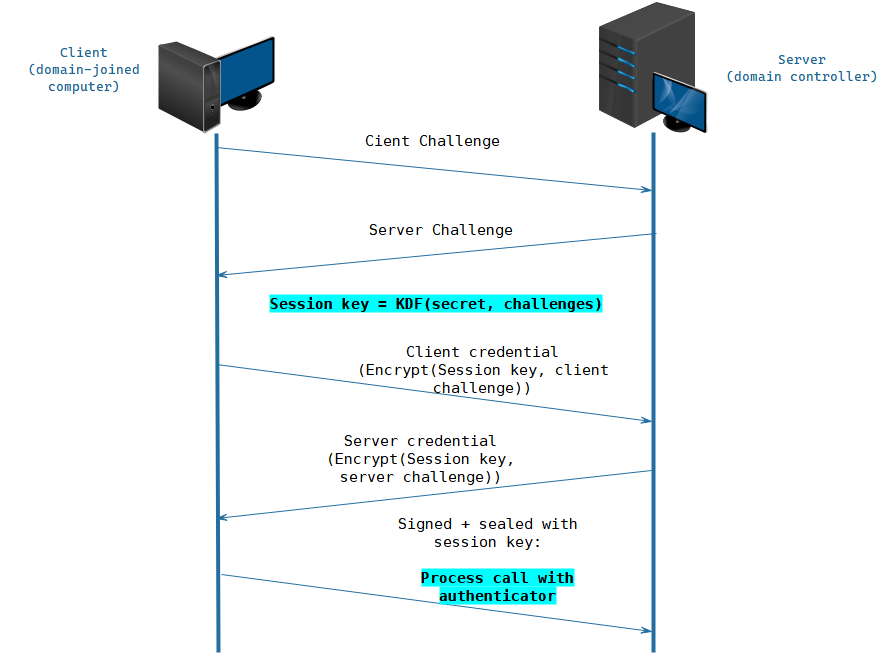 Client
(domain-joined
computer)
Server
(domain controller)
Cient Challenge
Server Challenge
Session key = KDF(secret, challenges)
Client credential
(Encrypt(Session key, client
challenge))
Server credential
(Encrypt(Session key,
server challenge))
Signed + sealed with
session key:
Process call with
authenticator